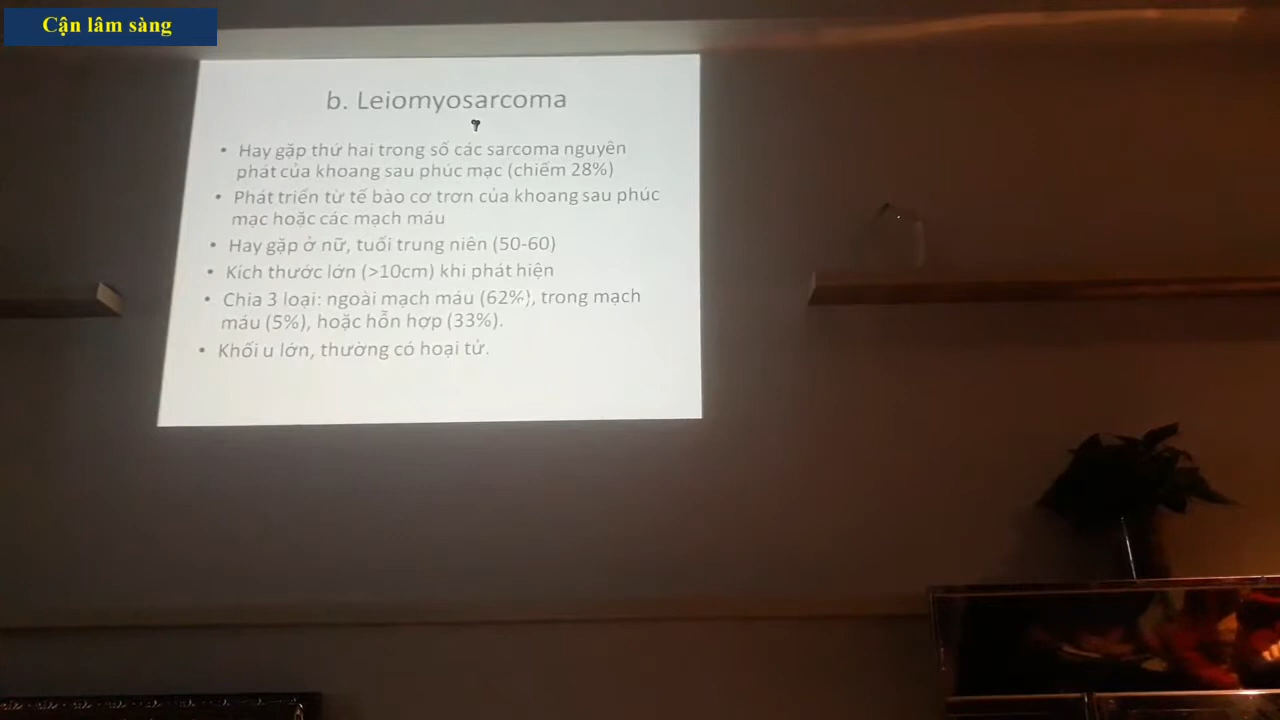 Cận lâm sàng
b. Leiomyosarcoma
• Hay gặp thứ hai trong số các sarcoma nguyên
phát của khoang sau phúc mạc (chiếm 28%)
• Phát triển từ tế bào cơ trơn của khoang sau phúc
mạc hoặc các mạch máu
• Hay gặp ở nữ, tuổi trung niên (50-60)
• Kích thước lớn (>10cm) khi phát hiện
• Chia 3 loại: ngoài mạch máu (62%), trong mạch
máu (5%), hoặc hỗn hợp (33%).
• Khối u lớn, thường có hoại tử.